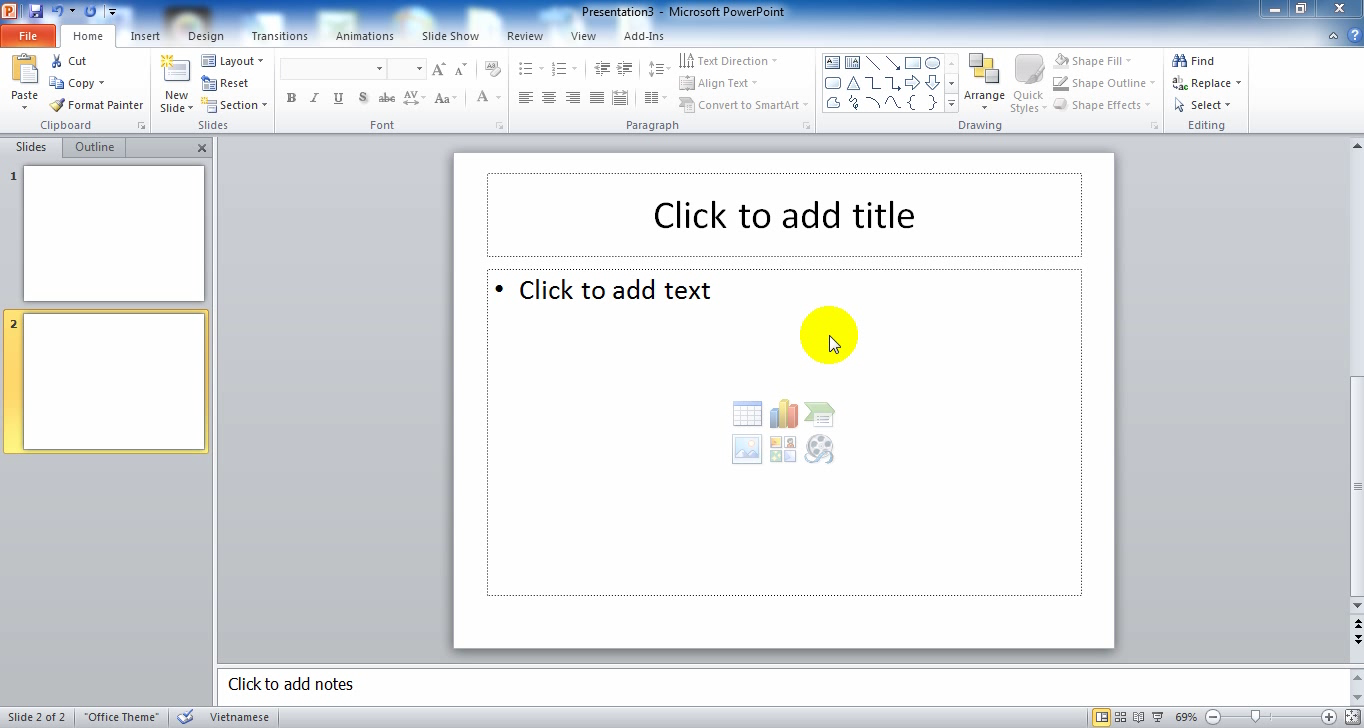 Presentation3 - Microsoft PowerPoint
File Home Insert Design Transitions Animations Slide Show Review View Add-Ins
Paste
Cut
Copy
Format Painter
Clipboard
New Slide
Layout
Reset
Section
Slides
B I U S abc AV Aa A
Font
Text Direction
Align Text
Convert to SmartArt
Paragraph
Arrange
Quick Styles
Shape Fill
Shape Outline
Shape Effects
Drawing
Find
Replace
Select
Editing
Slides Outline
1
2
Click to add title
• Click to add text
Click to add notes
Slide 2 of 2 "Office Theme" Vietnamese 69%